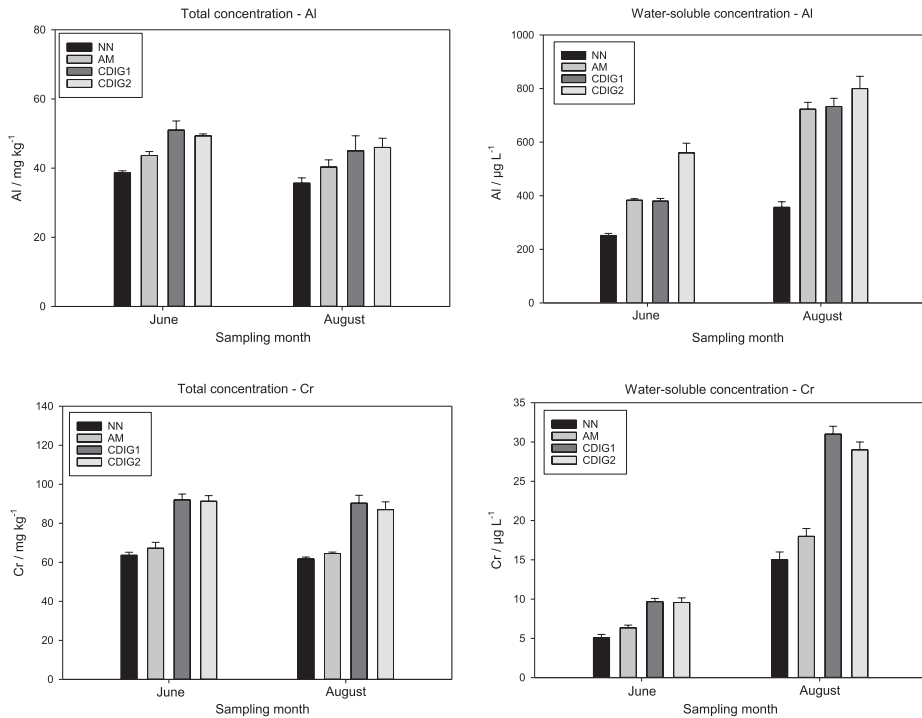 Total concentration - Al
80
60
40
20
0
Al / mg kg-1
NN
AM
CDIG1
CDIG2
June
August
Sampling month
Water-soluble concentration - Al
1000
800
600
400
200
0
Al / µg L-1
NN
AM
CDIG1
CDIG2
June
August
Sampling month
Total concentration - Cr
140
120
100
80
60
40
20
0
Cr / mg kg-1
NN
AM
CDIG1
CDIG2
June
August
Sampling month
Water-soluble concentration - Cr
35
30
25
20
15
10
5
0
Cr / µg L-1
NN
AM
CDIG1
CDIG2
June
August
Sampling month